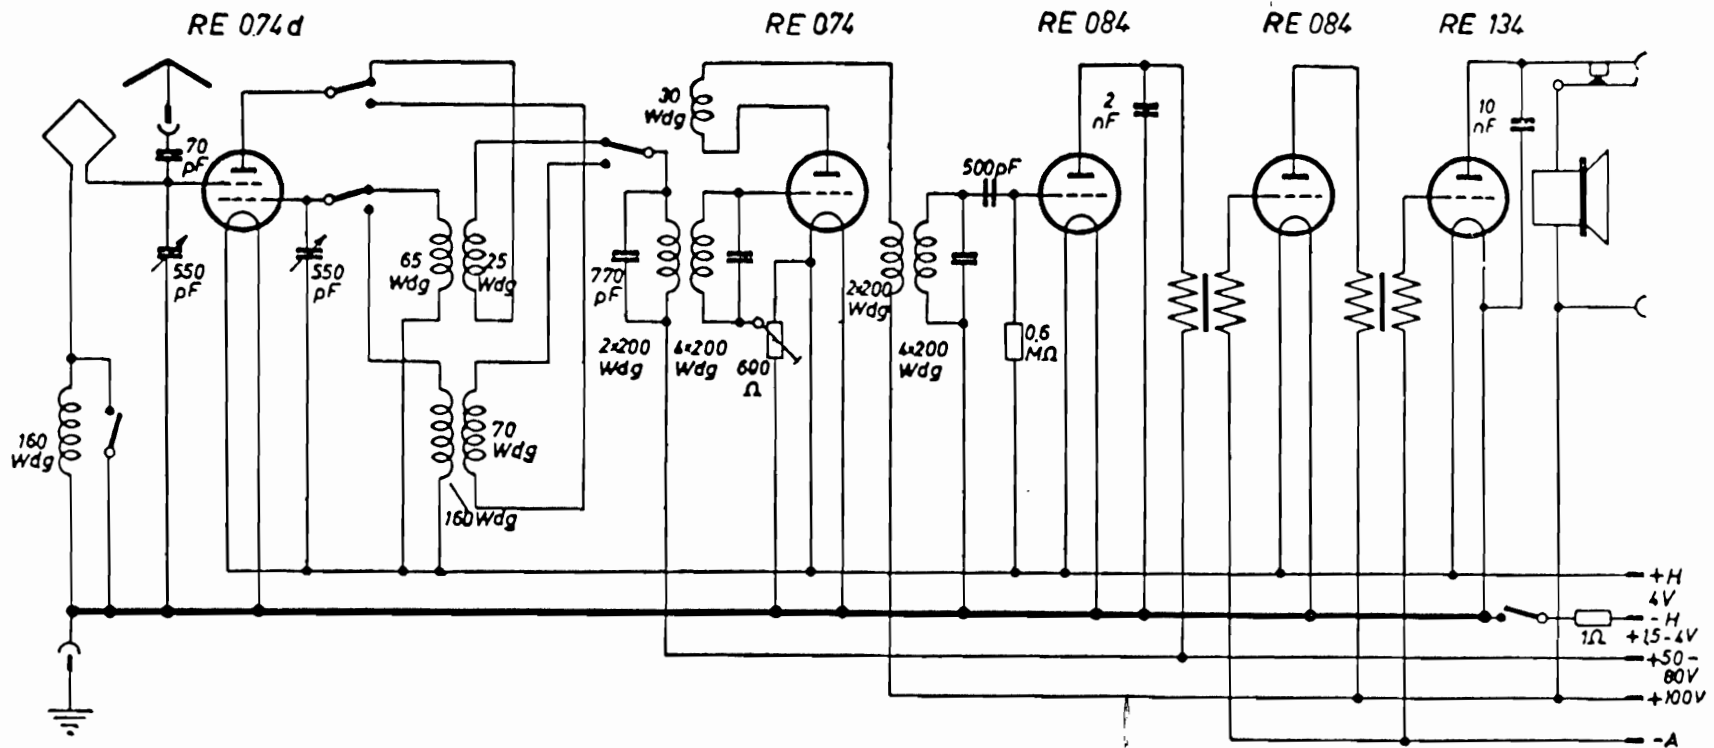 RE 074d
RE 074
RE 084
RE 084
RE 134
70
pF
550
pF
550
pF
160
Wdg
65
Wdg
25
Wdg
70
Wdg
160 Wdg
30
Wdg
770
pF
2×200
Wdg
4×200
Wdg
600
Ω
2×200
Wdg
4×200
Wdg
500pF
0,6
MΩ
2
nF
10
nF
+H
4V
-H
1Ω
+1,5-4V
+50-
80V
+100V
-A